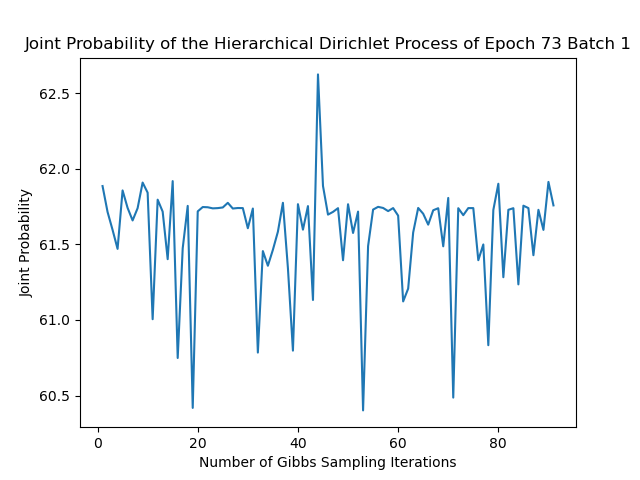 Joint Probability of the Hierarchical Dirichlet Process of Epoch 73 Batch 1
62.5
62.0
61.5
61.0
60.5
Joint Probability
0 20 40 60 80
Number of Gibbs Sampling Iterations